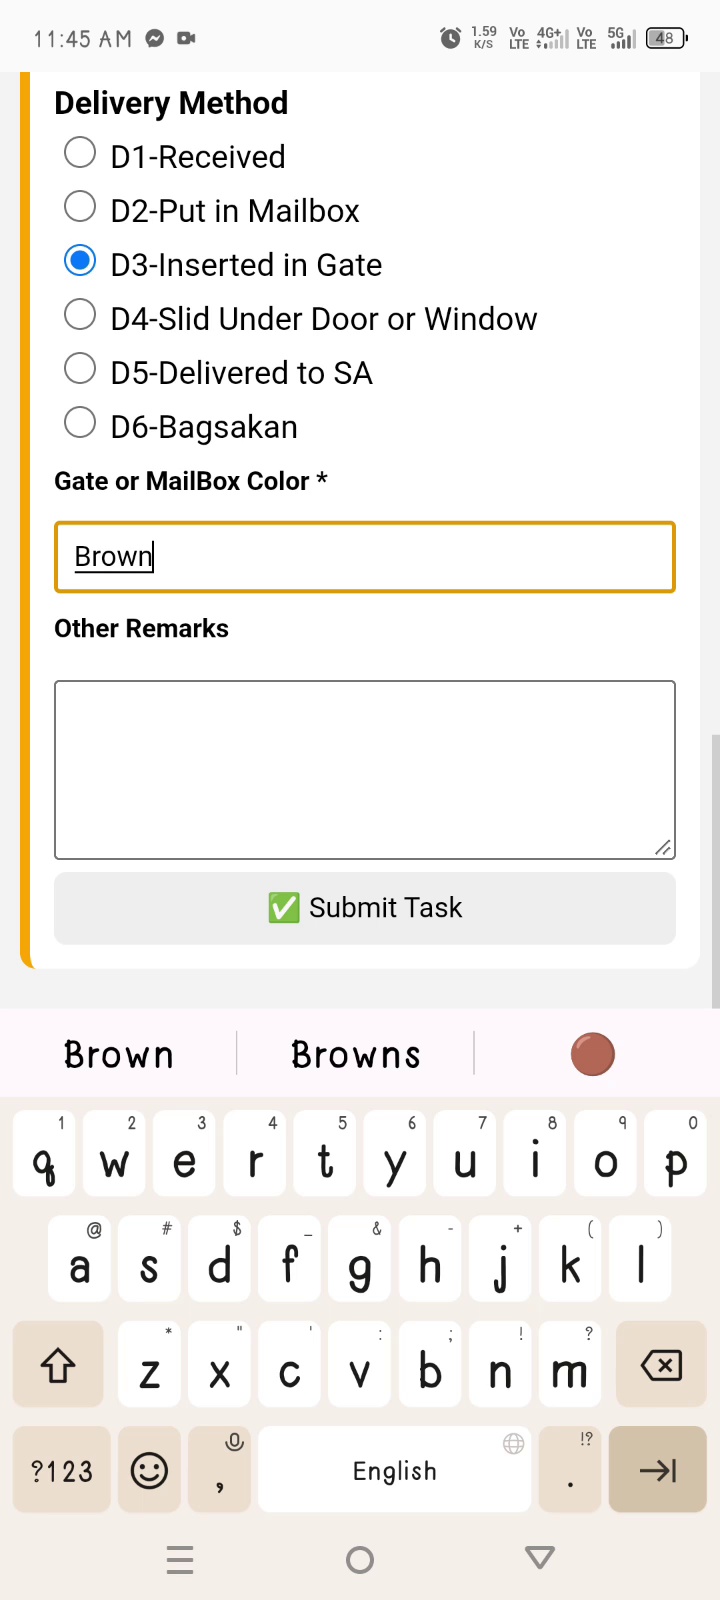 11:45 AM 1.59 K/S Vo LTE 4G+ Vo LTE 5G 48
Delivery Method
D1-Received
D2-Put in Mailbox
D3-Inserted in Gate
D4-Slid Under Door or Window
D5-Delivered to SA
D6-Bagsakan
Gate or MailBox Color *
Brown
Other Remarks
✅ Submit Task
Brown Browns 🟤
1 2 3 4 5 6 7 8 9 0
q w e r t y u i o p
@ # $ _ & - + ( )
a s d f g h j k l
* " ' : ; ! ?
z x c v b n m
!?
?123 , English .